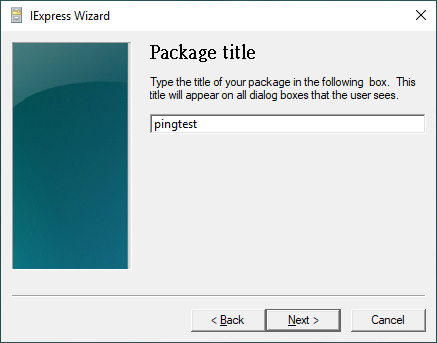 IExpress Wizard
Package title
Type the title of your package in the following  box.  This
title will appear on all dialog boxes that the user sees.
pingtest
< Back
Next >
Cancel